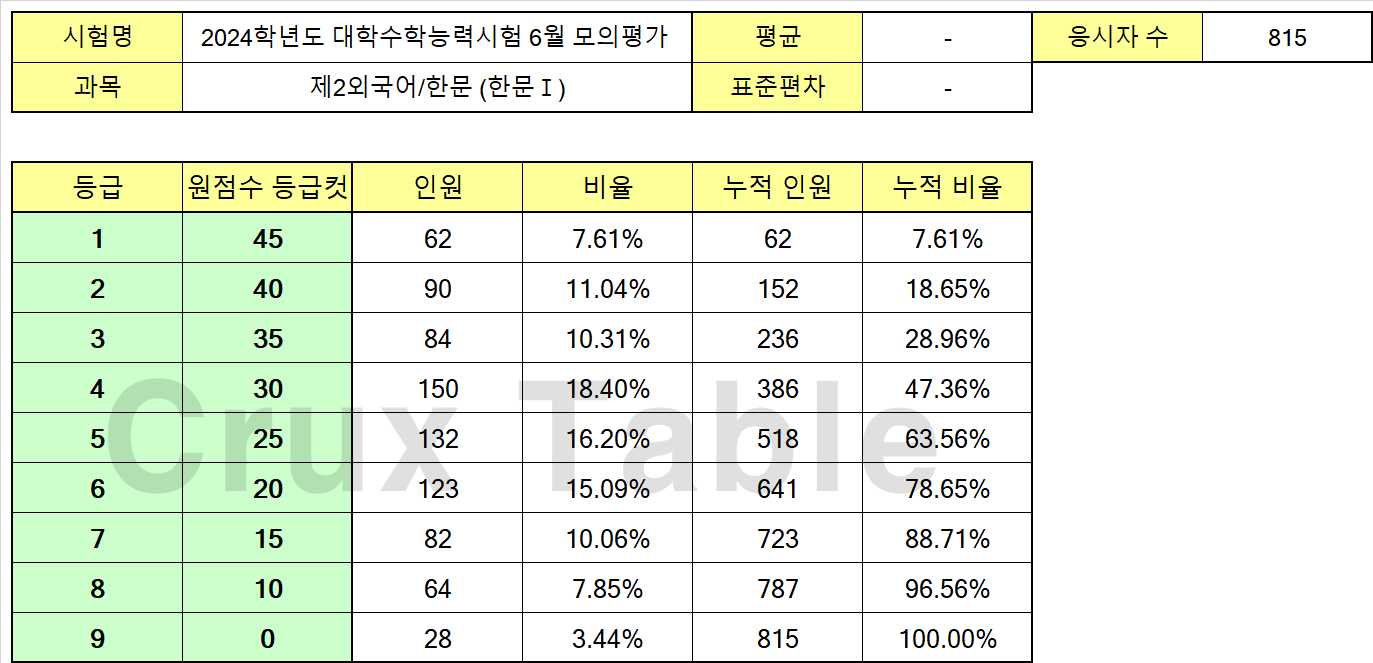 시험명 2024학년도 대학수학능력시험 6월 모의평가 평균 - 응시자 수 815
과목 제2외국어/한문 (한문Ⅰ) 표준편차 -
등급 원점수 등급컷 인원 비율 누적 인원 누적 비율
1 45 62 7.61% 62 7.61%
2 40 90 11.04% 152 18.65%
3 35 84 10.31% 236 28.96%
4 30 150 18.40% 386 47.36%
5 25 132 16.20% 518 63.56%
6 20 123 15.09% 641 78.65%
7 15 82 10.06% 723 88.71%
8 10 64 7.85% 787 96.56%
9 0 28 3.44% 815 100.00%
Crux Table